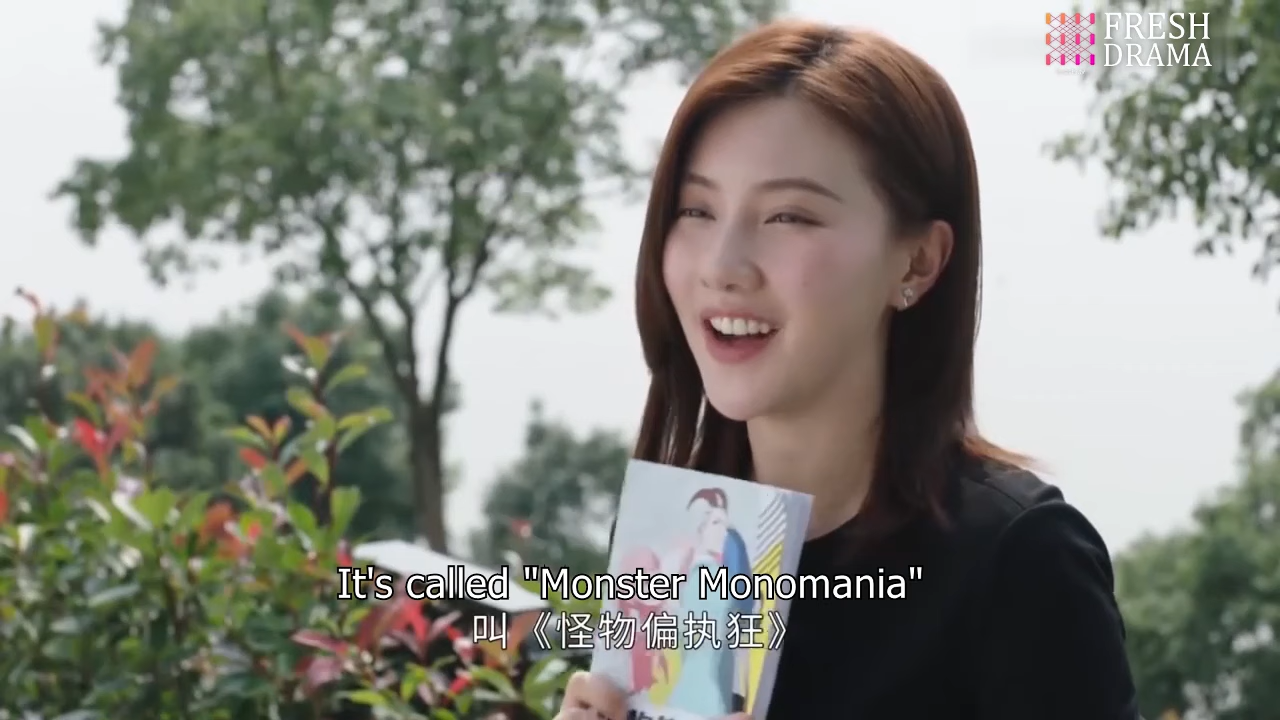 FRESH
DRAMA
It's called "Monster Monomania"
叫《怪物偏执狂》